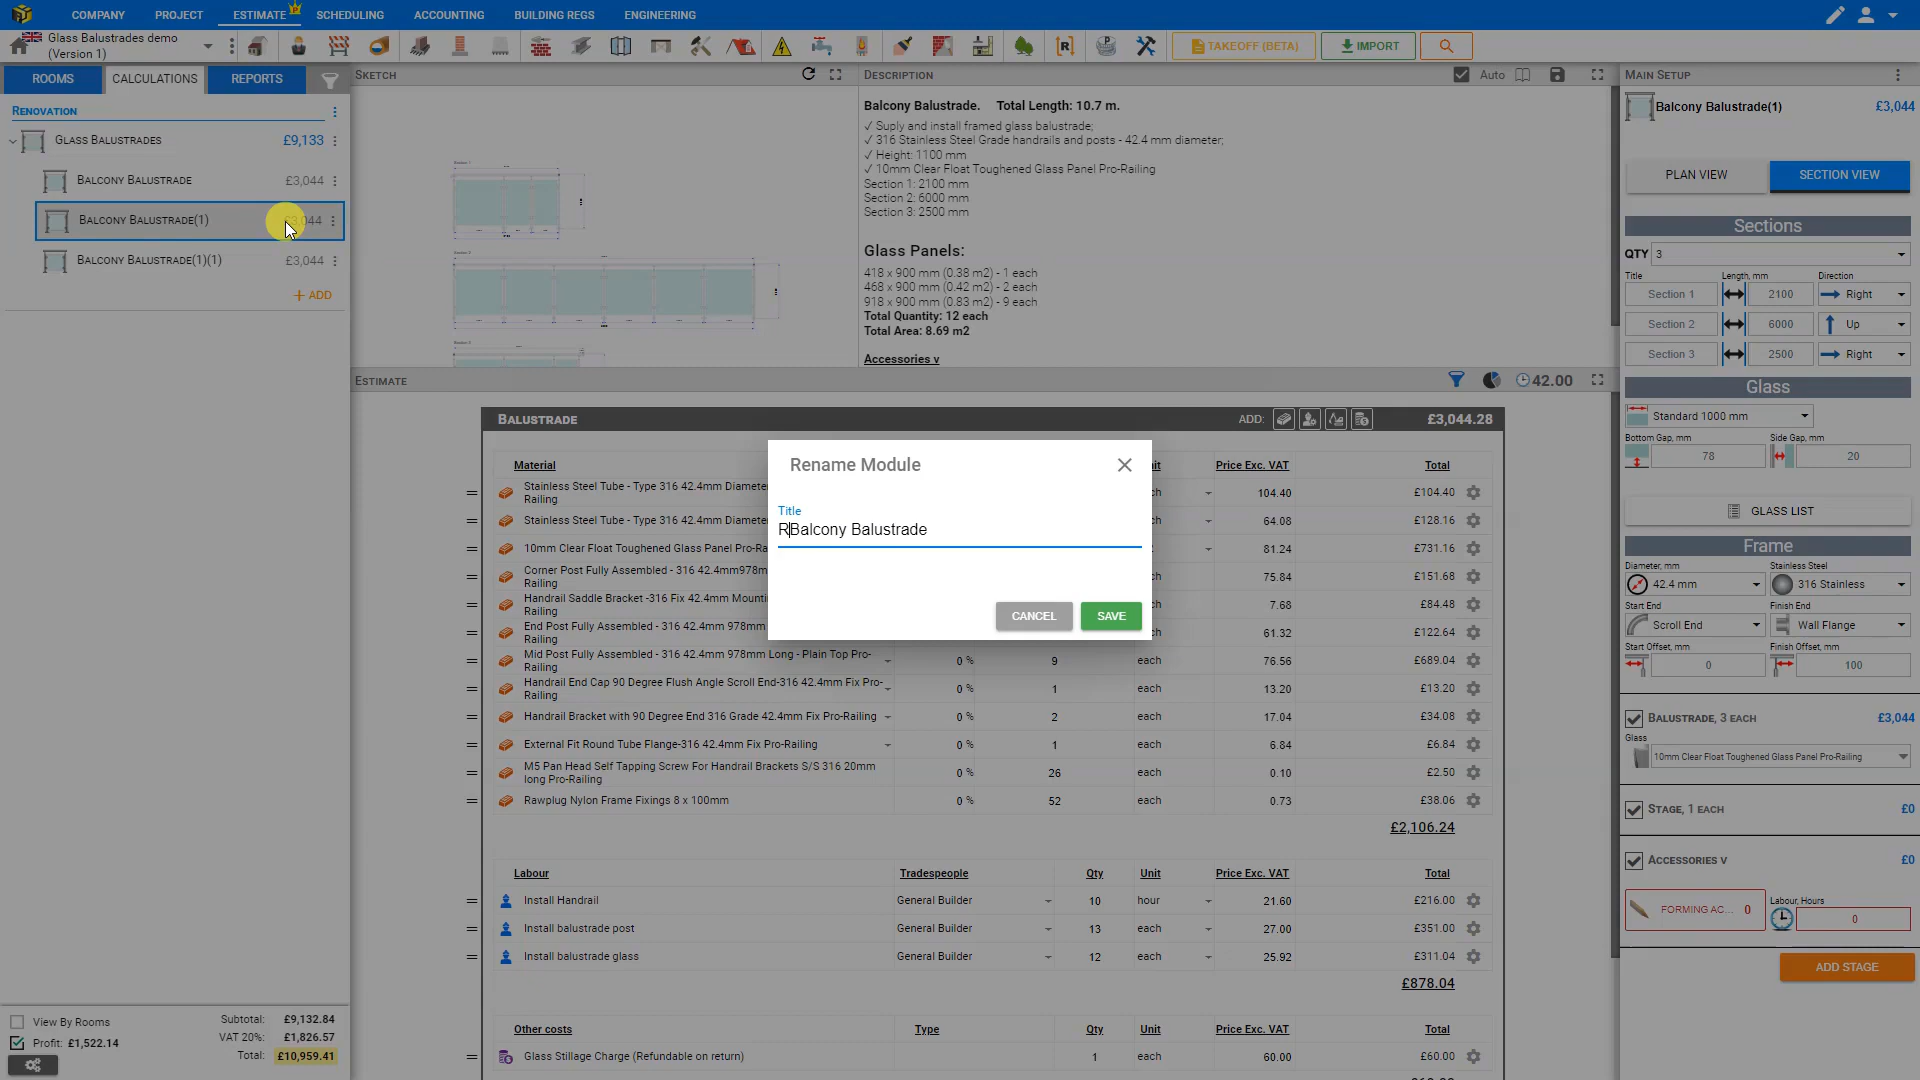 COMPANY PROJECT ESTIMATE SCHEDULING ACCOUNTING BUILDING REGS ENGINEERING
Glass Balustrades demo
(Version 1)
TAKEOFF (BETA) IMPORT
ROOMS CALCULATIONS REPORTS
RENOVATION
GLASS BALUSTRADES £9,133
BALCONY BALUSTRADE £3,044
BALCONY BALUSTRADE(1) £3,044
BALCONY BALUSTRADE(1)(1) £3,044
+ ADD
View By Rooms
Profit: £1,522.14
Subtotal: £9,132.84
VAT 20%: £1,826.57
Total: £10,959.41
SKETCH
DESCRIPTION
Auto
Balcony Balustrade. Total Length: 10.7 m.
✓ Suply and install framed glass balustrade;
✓ 316 Stainless Steel Grade handrails and posts - 42.4 mm diameter;
✓ Height: 1100 mm
✓ 10mm Clear Float Toughened Glass Panel Pro-Railing
Section 1: 2100 mm
Section 2: 6000 mm
Section 3: 2500 mm
Glass Panels:
418 x 900 mm (0.38 m2) - 1 each
468 x 900 mm (0.42 m2) - 2 each
918 x 900 mm (0.83 m2) - 9 each
Total Quantity: 12 each
Total Area: 8.69 m2
Accessories v
ESTIMATE
42.00
BALUSTRADE ADD: £3,044.28
Material Price Exc. VAT Total
Stainless Steel Tube - Type 316 42.4mm Diameter
Railing 104.40 £104.40
Stainless Steel Tube - Type 316 42.4mm Diameter 64.08 £128.16
10mm Clear Float Toughened Glass Panel Pro-Ra 81.24 £731.16
Corner Post Fully Assembled - 316 42.4mm978mm
Railing 75.84 £151.68
Handrail Saddle Bracket -316 Fix 42.4mm Mounti
Railing 7.68 £84.48
End Post Fully Assembled - 316 42.4mm 978mm
Railing 61.32 £122.64
Mid Post Fully Assembled - 316 42.4mm 978mm Long - Plain Top Pro-
Railing 0 % 9 each 76.56 £689.04
Handrail End Cap 90 Degree Flush Angle Scroll End-316 42.4mm Fix Pro-
Railing 0 % 1 each 13.20 £13.20
Handrail Bracket with 90 Degree End 316 Grade 42.4mm Fix Pro-Railing 0 % 2 each 17.04 £34.08
External Fit Round Tube Flange-316 42.4mm Fix Pro-Railing 0 % 1 each 6.84 £6.84
M5 Pan Head Self Tapping Screw For Handrail Brackets S/S 316 20mm
long Pro-Railing 0 % 26 each 0.10 £2.50
Rawplug Nylon Frame Fixings 8 x 100mm 0 % 52 each 0.73 £38.06
£2,106.24
Labour Tradespeople Qty Unit Price Exc. VAT Total
Install Handrail General Builder 10 hour 21.60 £216.00
Install balustrade post General Builder 13 each 27.00 £351.00
Install balustrade glass General Builder 12 each 25.92 £311.04
£878.04
Other costs Type Qty Unit Price Exc. VAT Total
Glass Stillage Charge (Refundable on return) 1 each 60.00 £60.00
Rename Module
Title
RBalcony Balustrade
CANCEL SAVE
MAIN SETUP
Balcony Balustrade(1) £3,044
PLAN VIEW SECTION VIEW
Sections
QTY 3
Title Length, mm Direction
Section 1 2100 Right
Section 2 6000 Up
Section 3 2500 Right
Glass
Standard 1000 mm
Bottom Gap, mm Side Gap, mm
78 20
GLASS LIST
Frame
Diameter, mm Stainless Steel
42.4 mm 316 Stainless
Start End Finish End
Scroll End Wall Flange
Start Offset, mm Finish Offset, mm
0 100
BALUSTRADE, 3 EACH £3,044
Glass
10mm Clear Float Toughened Glass Panel Pro-Railing
STAGE, 1 EACH £0
ACCESSORIES V £0
FORMING AC... 0
Labour, Hours
0
ADD STAGE